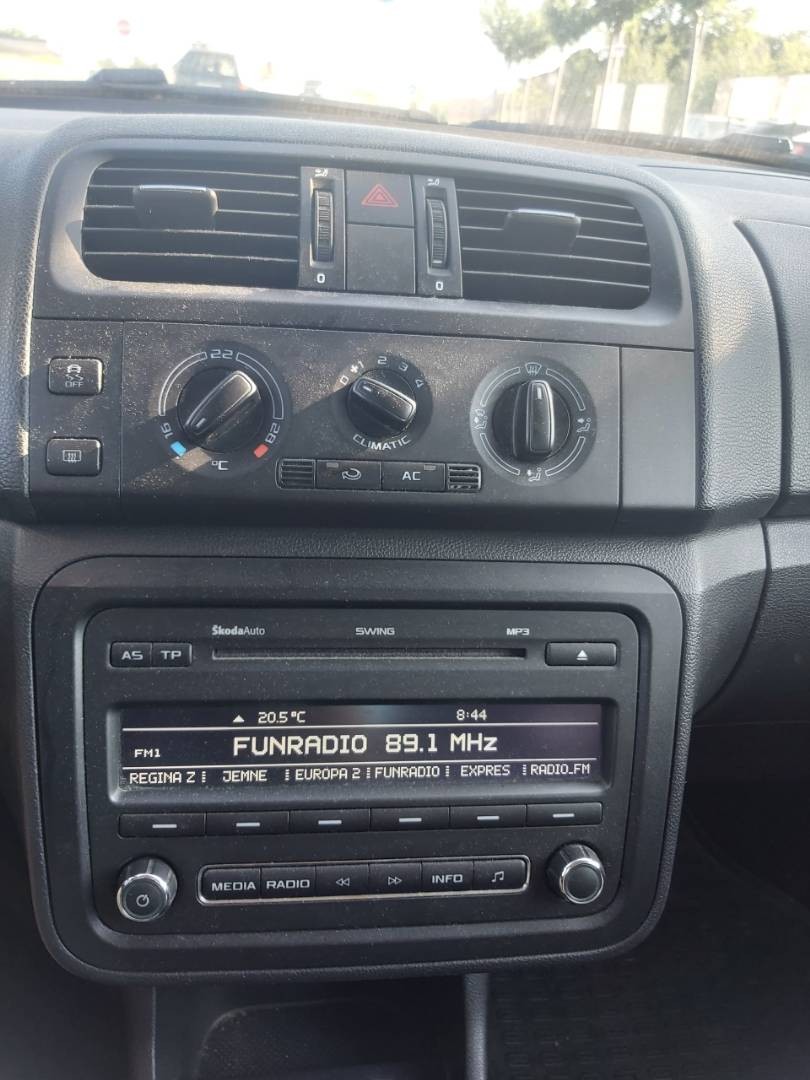 0 0
OFF
22
16 28
°C
0 •1 2 3 4
CLIMATIC
AC
ŠkodaAuto SWING MP3
AS TP
20.5°C 8:44
FM1 FUNRADIO 89.1 MHz
REGINA Z JEMNE EUROPA 2 FUNRADIO EXPRES RADIO_FM
MEDIA RADIO INFO